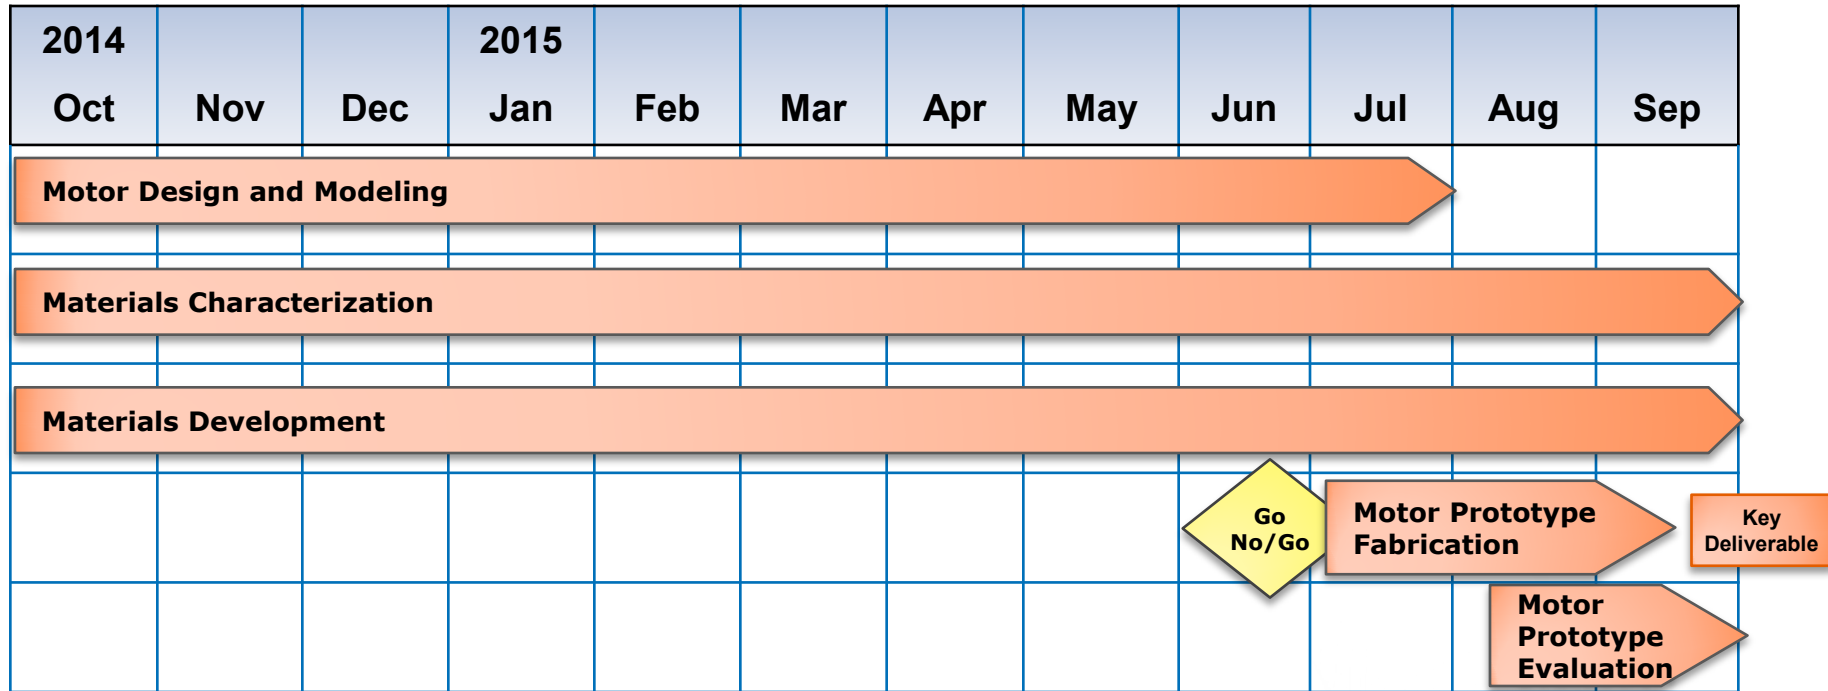 2014
2015
Oct Nov Dec Jan Feb Mar Apr May Jun Jul Aug Sep
Motor Design and Modeling
Materials Characterization
Materials Development
Go
No/Go
Motor Prototype
Fabrication
Key
Deliverable
Motor
Prototype
Evaluation